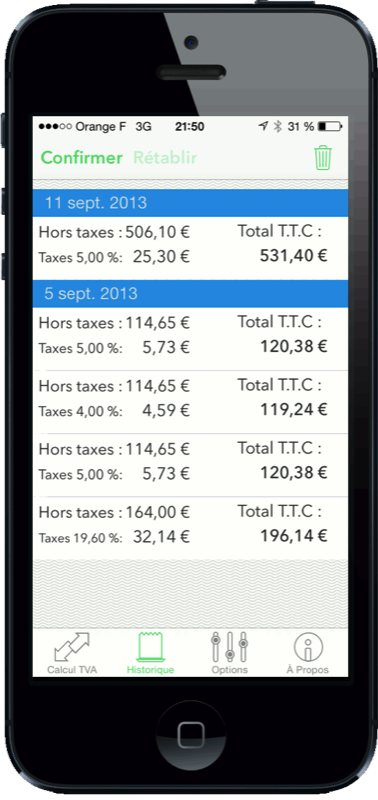 Orange F 3G 21:50 31 %
Confirmer Rétablir
11 sept. 2013
Hors taxes : 506,10 € Total T.T.C :
Taxes 5,00 %: 25,30 € 531,40 €
5 sept. 2013
Hors taxes : 114,65 € Total T.T.C :
Taxes 5,00 %: 5,73 € 120,38 €
Hors taxes : 114,65 € Total T.T.C :
Taxes 4,00 %: 4,59 € 119,24 €
Hors taxes : 114,65 € Total T.T.C :
Taxes 5,00 %: 5,73 € 120,38 €
Hors taxes : 164,00 € Total T.T.C :
Taxes 19,60 %: 32,14 € 196,14 €
Calcul TVA Historique Options À Propos